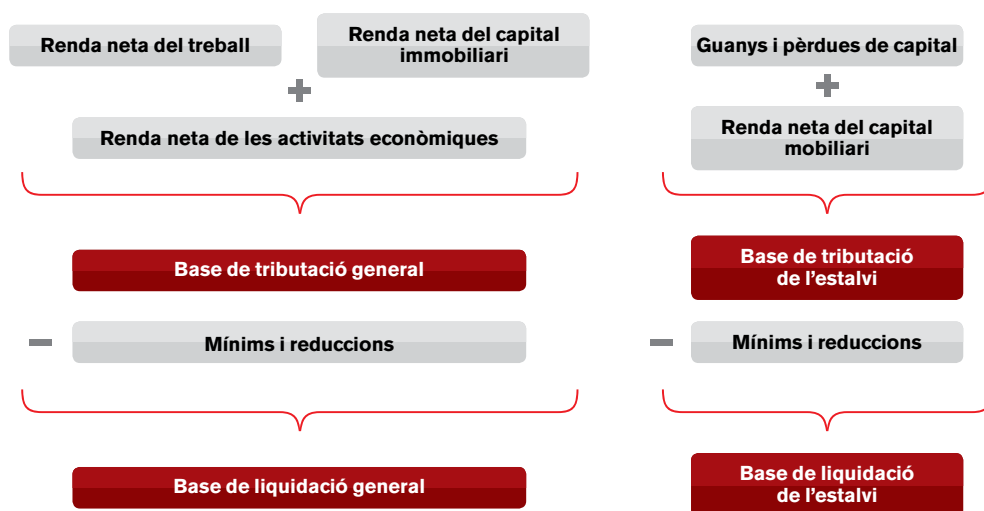 Renda neta del treball
Renda neta del capital
immobiliari
+
Renda neta de les activitats econòmiques
Base de tributació general
− Mínims i reduccions
Base de liquidació general
Guanys i pèrdues de capital
+
Renda neta del capital
mobiliari
Base de tributació
de l’estalvi
− Mínims i reduccions
Base de liquidació
de l’estalvi